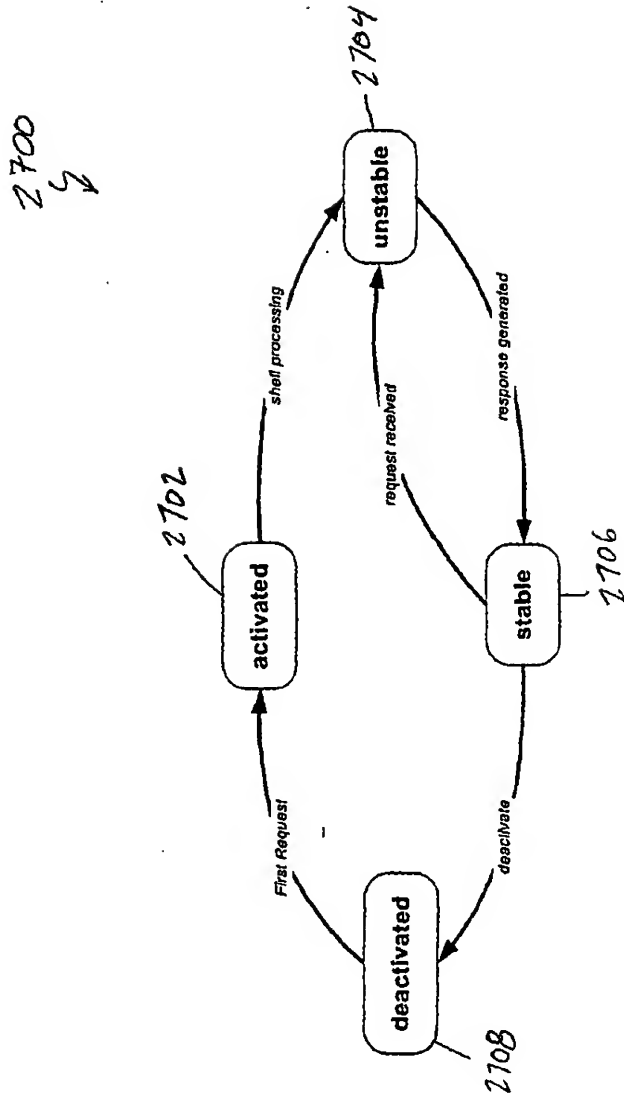 2700
2702
activated
First Request
shell processing
2704
unstable
request received
response generated
stable
2706
deactivate
deactivated
2708